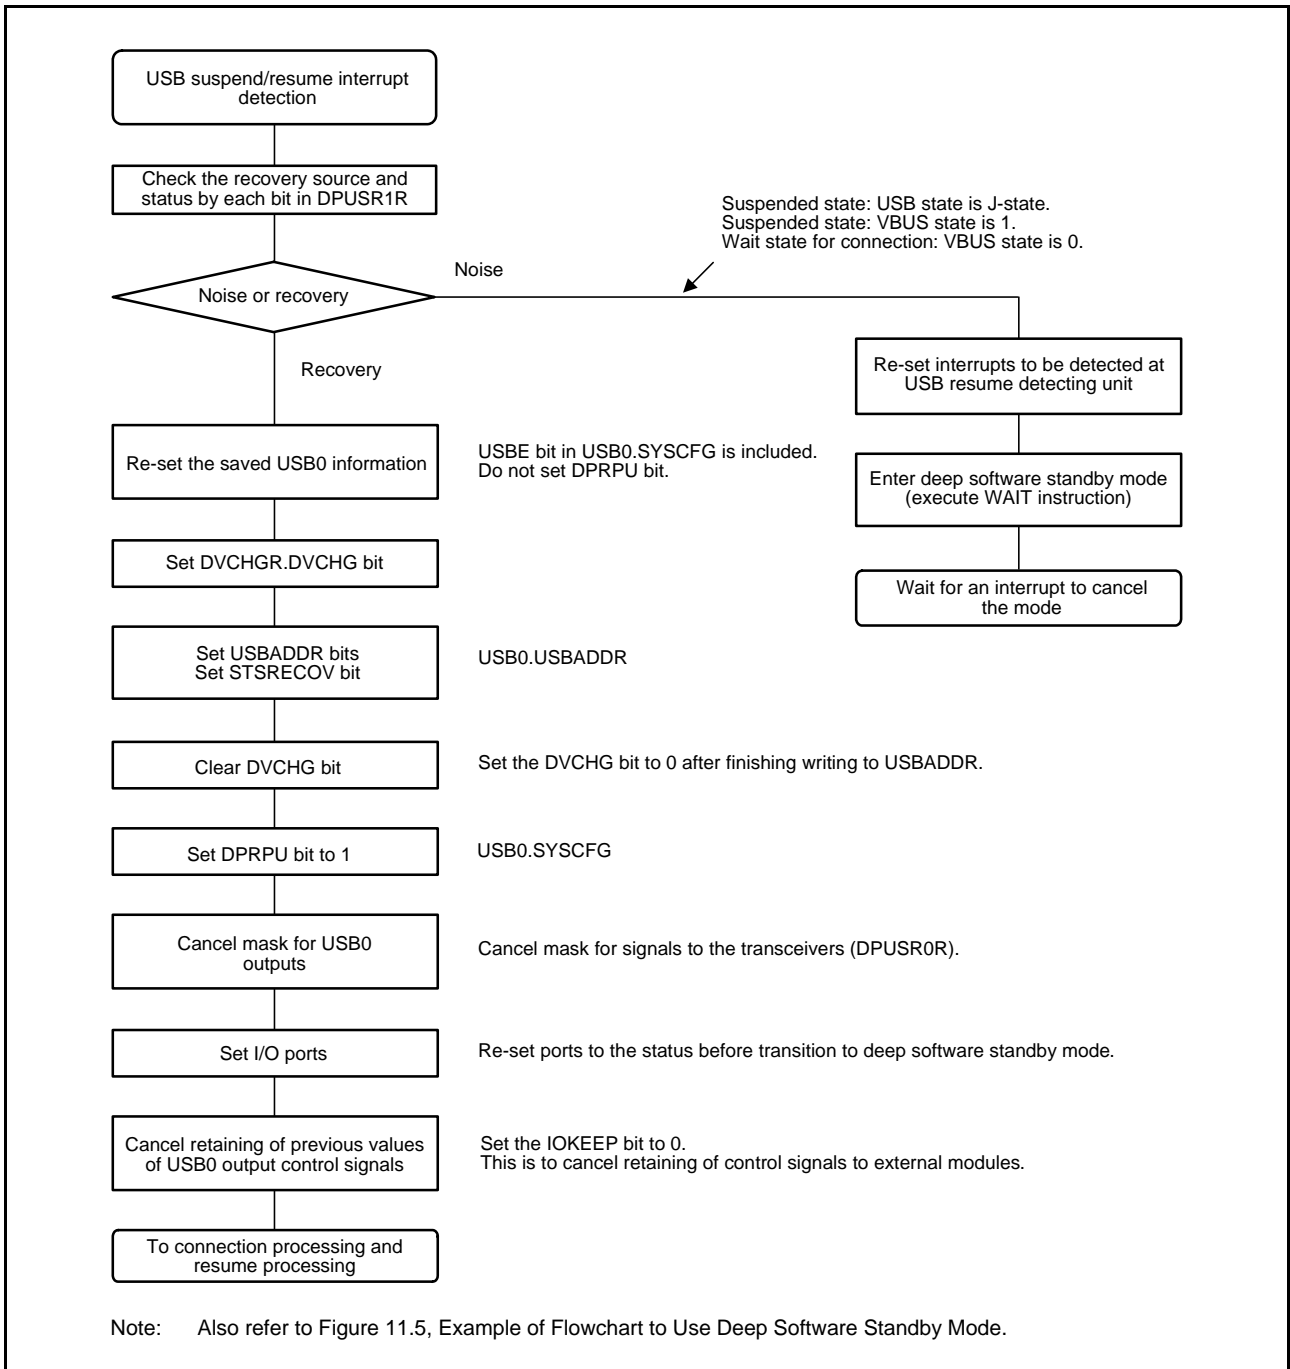 USB suspend/resume interrupt
detection
Check the recovery source and
status by each bit in DPUSR1R
Suspended state: USB state is J-state.
Suspended state: VBUS state is 1.
Wait state for connection: VBUS state is 0.
Noise
Noise or recovery
Recovery
Re-set interrupts to be detected at
USB resume detecting unit
Re-set the saved USB0 information
USBE bit in USB0.SYSCFG is included.
Do not set DPRPU bit.
Enter deep software standby mode
(execute WAIT instruction)
Set DVCHGR.DVCHG bit
Wait for an interrupt to cancel
the mode
Set USBADDR bits
Set STSRECOV bit
USB0.USBADDR
Clear DVCHG bit
Set the DVCHG bit to 0 after finishing writing to USBADDR.
Set DPRPU bit to 1
USB0.SYSCFG
Cancel mask for USB0
outputs
Cancel mask for signals to the transceivers (DPUSR0R).
Set I/O ports
Re-set ports to the status before transition to deep software standby mode.
Cancel retaining of previous values
of USB0 output control signals
Set the IOKEEP bit to 0.
This is to cancel retaining of control signals to external modules.
To connection processing and
resume processing
Note: Also refer to Figure 11.5, Example of Flowchart to Use Deep Software Standby Mode.